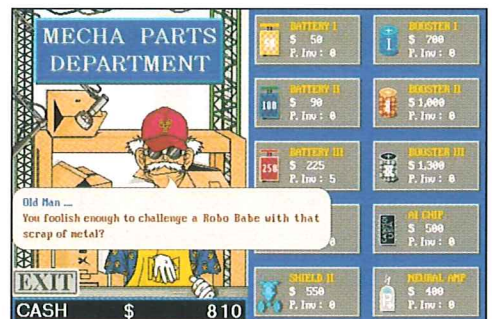 MECHA PARTS
DEPARTMENT
Old Man ...
You foolish enough to challenge a Robo Babe with that
scrap of metal?
EXIT
CASH $ 810
BATTERY I
$ 50
P. Inv : 0
BOOSTER I
$ 700
P. Inv : 0
BATTERY II
$ 90
P. Inv : 0
BOOSTER II
$ 1,000
P. Inv : 0
BATTERY III
$ 225
P. Inv : 5
BOOSTER III
$ 1,300
P. Inv : 0
0
AI CHIP
$ 500
P. Inv : 0
SHIELD II
$ 550
P. Inv : 0
NEURAL AMP
$ 400
P. Inv : 0
100
250
I